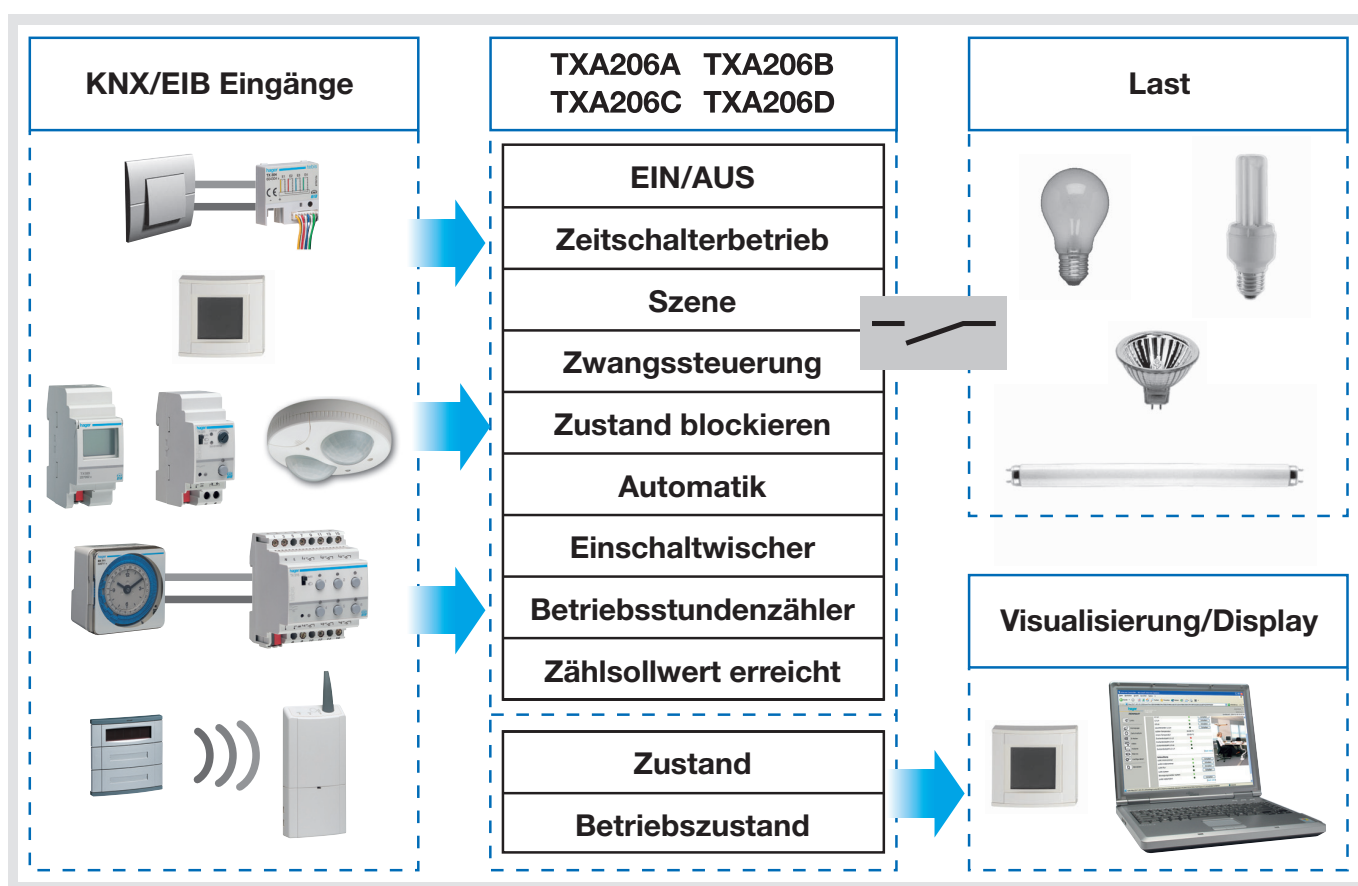 KNX/EIB Eingänge
TXA206A TXA206B
TXA206C TXA206D
EIN/AUS
Zeitschalterbetrieb
Szene
Zwangssteuerung
Zustand blockieren
Automatik
Einschaltwischer
Betriebsstundenzähler
Zählsollwert erreicht
Zustand
Betriebszustand
Last
Visualisierung/Display